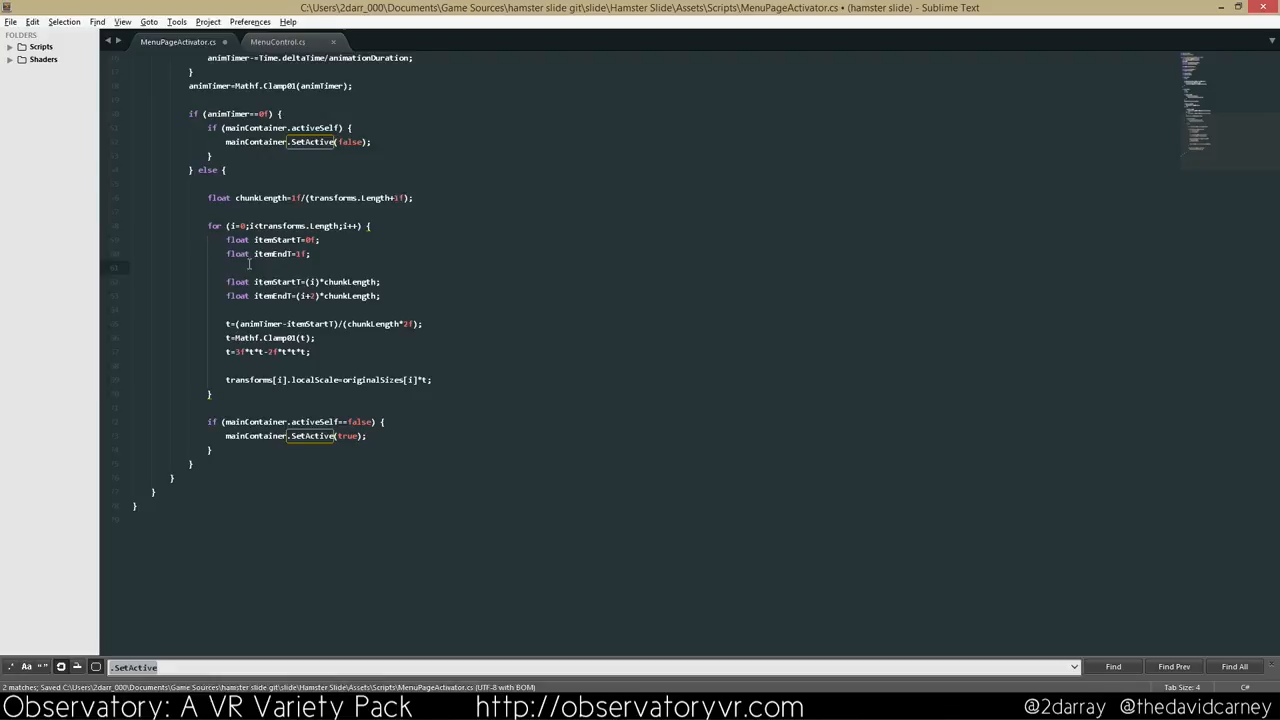 C:\Users\2darr_000\Documents\Game Sources\hamster slide git\slide\Hamster Slide\Assets\Scripts\MenuPageActivator.cs • (hamster slide) - Sublime Text
File Edit Selection Find View Goto Tools Project Preferences Help
FOLDERS
Scripts
Shaders
MenuPageActivator.cs
MenuControl.cs
animTimer-=Time.deltaTime/animationDuration;
}
animTimer=Mathf.Clamp01(animTimer);
if (animTimer==0f) {
if (mainContainer.activeSelf) {
mainContainer.SetActive(false);
}
} else {
float chunkLength=1f/(transforms.Length+1f);
for (i=0;i<transforms.Length;i++) {
float itemStartT=0f;
float itemEndT=1f;
float itemStartT=(i)*chunkLength;
float itemEndT=(i+2)*chunkLength;
t=(animTimer-itemStartT)/(chunkLength*2f);
t=Mathf.Clamp01(t);
t=3f*t*t-2f*t*t*t;
transforms[i].localScale=originalSizes[i]*t;
}
if (mainContainer.activeSelf==false) {
mainContainer.SetActive(true);
}
}
}
}
}
.* Aa “” .SetActive Find Find Prev Find All
2 matches; Saved C:\Users\2darr_000\Documents\Game Sources\hamster slide git\slide\Hamster Slide\Assets\Scripts\MenuPageActivator.cs (UTF-8 with BOM) Tab Size: 4 C#
Observatory: A VR Variety Pack http://observatoryvr.com @2darray @thedavidcarney